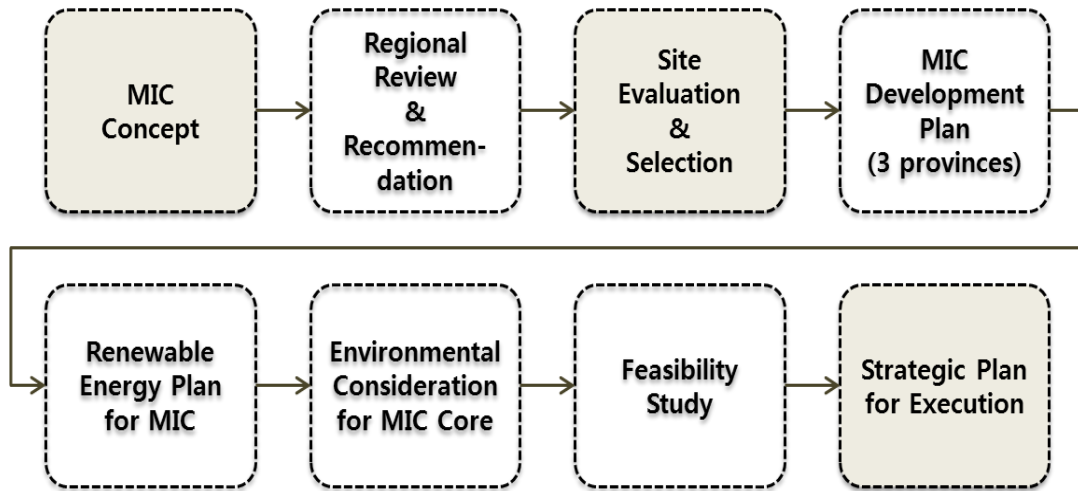 MIC
Concept
Regional
Review
&
Recommen-
dation
Site
Evaluation
&
Selection
MIC
Development
Plan
(3 provinces)
Renewable
Energy Plan
for MIC
Environmental
Consideration
for MIC Core
Feasibility
Study
Strategic Plan
for Execution